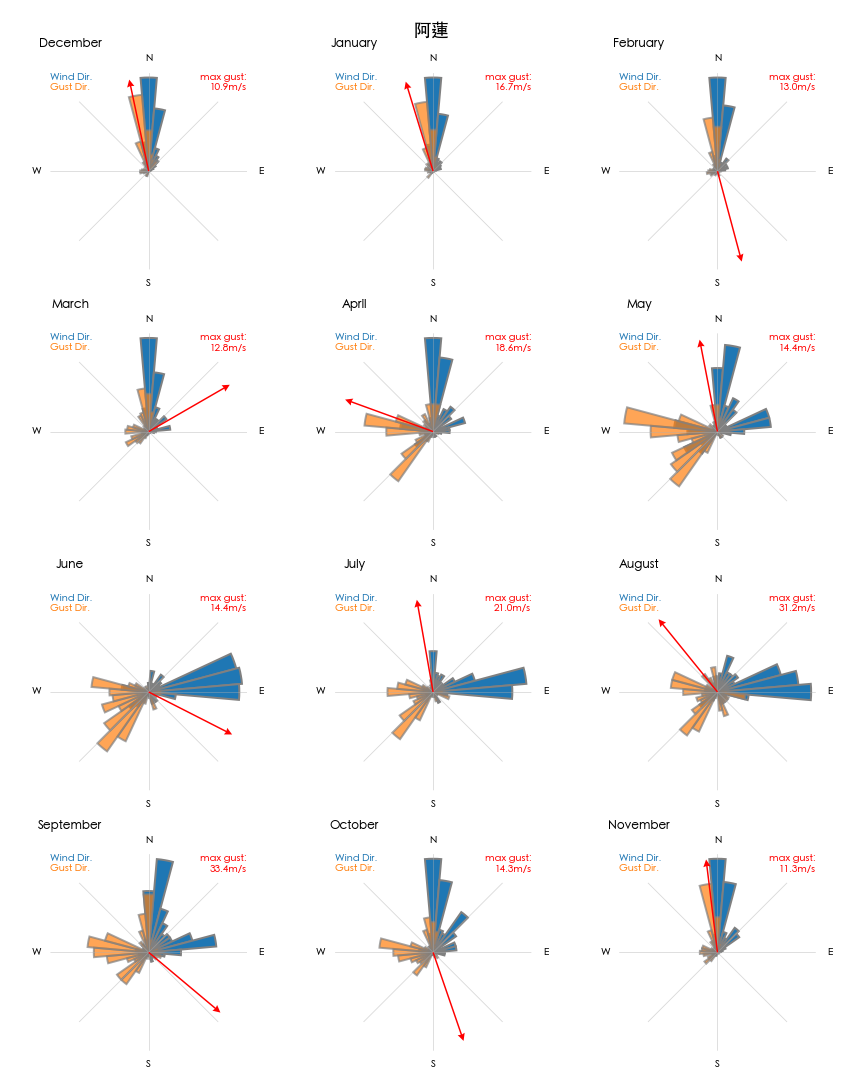 阿蓮
December
N
Wind Dir.
Gust Dir.
max gust:
10.9m/s
W
E
S
January
N
Wind Dir.
Gust Dir.
max gust:
16.7m/s
W
E
S
February
N
Wind Dir.
Gust Dir.
max gust:
13.0m/s
W
E
S
March
N
Wind Dir.
Gust Dir.
max gust:
12.8m/s
W
E
S
April
N
Wind Dir.
Gust Dir.
max gust:
18.6m/s
W
E
S
May
N
Wind Dir.
Gust Dir.
max gust:
14.4m/s
W
E
S
June
N
Wind Dir.
Gust Dir.
max gust:
14.4m/s
W
E
S
July
N
Wind Dir.
Gust Dir.
max gust:
21.0m/s
W
E
S
August
N
Wind Dir.
Gust Dir.
max gust:
31.2m/s
W
E
S
September
N
Wind Dir.
Gust Dir.
max gust:
33.4m/s
W
E
S
October
N
Wind Dir.
Gust Dir.
max gust:
14.3m/s
W
E
S
November
N
Wind Dir.
Gust Dir.
max gust:
11.3m/s
W
E
S